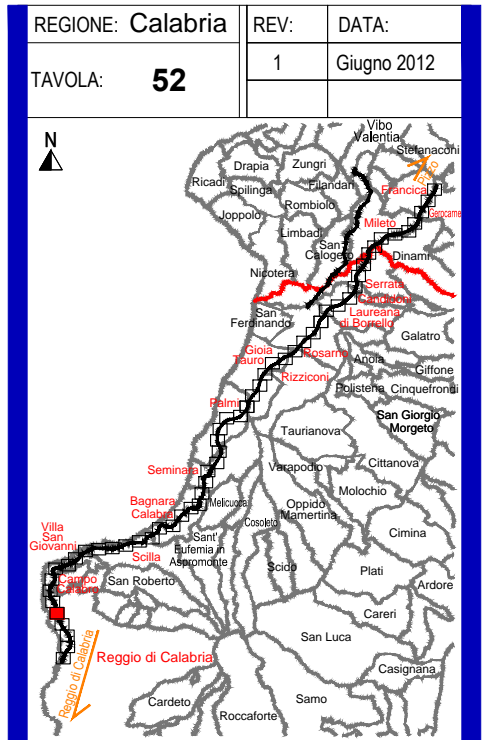 REGIONE: Calabria
REV:
DATA:
TAVOLA: 52
1
Giugno 2012
N
Vibo
Valentia
Stefanaconi
Pizzo
Drapia
Zungri
Ricadi
Spilinga
Filandari
Francica
Rombiolo
Joppolo
Gerocarne
Mileto
Limbadi
San
Calogero
Dinami
Nicotera
Serrata
Candidoni
San
Ferdinando
Laureana
di Borrello
Galatro
Gioia
Tauro
Rosarno
Anoia
Giffone
Rizziconi
Polistena
Cinquefrondi
Palmi
San Giorgio
Morgeto
Taurianova
Seminara
Varapodio
Cittanova
Molochio
Bagnara
Calabra
Melicuccà
Oppido
Mamertina
Cosoleto
Villa
San
Giovanni
Sant'
Eufemia in
Aspromonte
Cimina
Scilla
Scido
Campo
Calabro
San Roberto
Plati
Ardore
Careri
San Luca
Reggio di Calabria
Reggio di Calabria
Casignana
Cardeto
Samo
Roccaforte